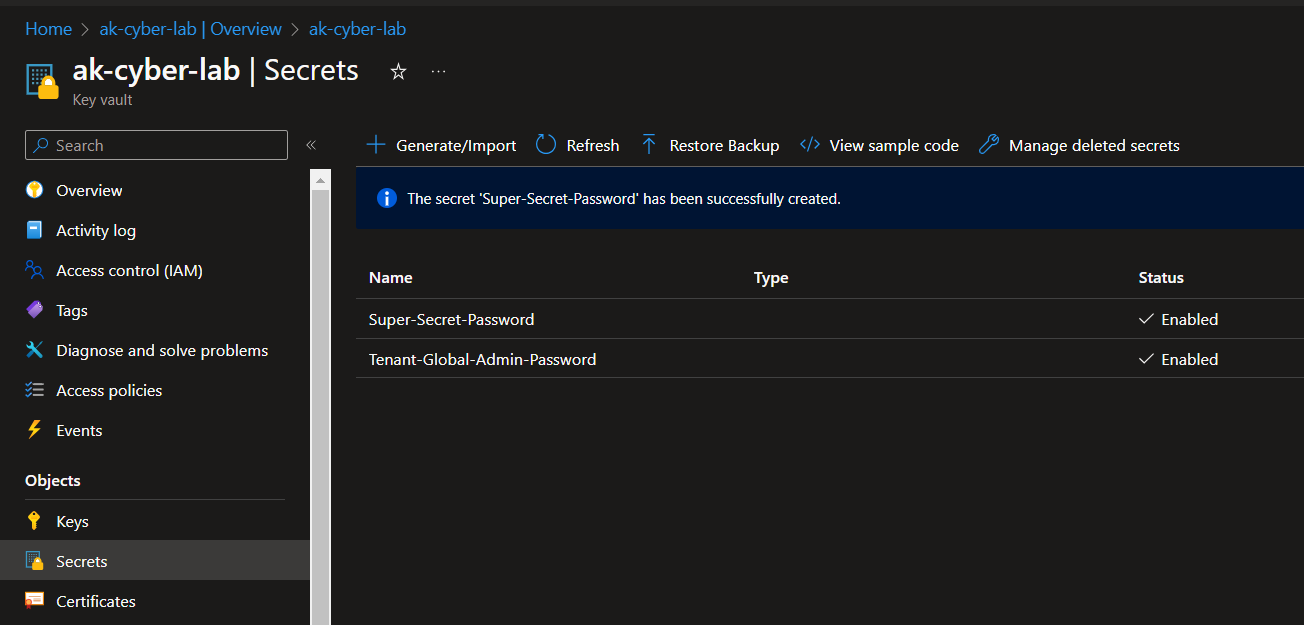 Home > ak-cyber-lab | Overview > ak-cyber-lab
ak-cyber-lab | Secrets ☆ ...
Key vault
Search «
Overview
Activity log
Access control (IAM)
Tags
Diagnose and solve problems
Access policies
Events
Objects
Keys
Secrets
Certificates
+ Generate/Import Refresh Restore Backup </> View sample code Manage deleted secrets
The secret 'Super-Secret-Password' has been successfully created.
Name Type Status
Super-Secret-Password ✓ Enabled
Tenant-Global-Admin-Password ✓ Enabled